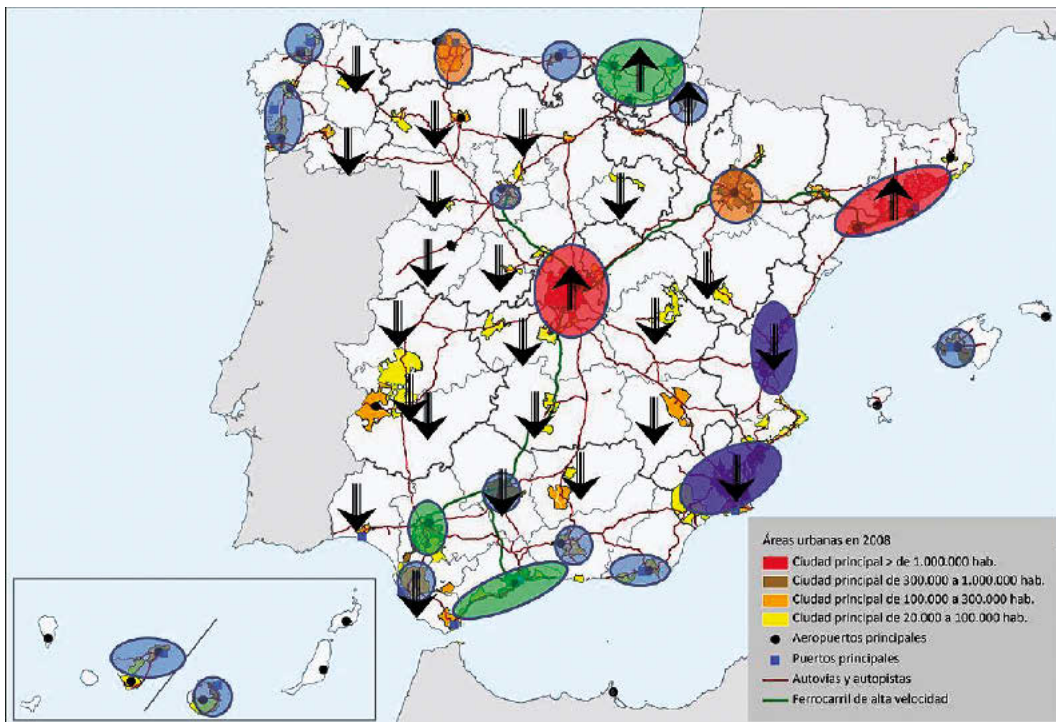 Áreas urbanas en 2008
Ciudad principal > de 1.000.000 hab.
Ciudad principal de 300.000 a 1.000.000 hab.
Ciudad principal de 100.000 a 300.000 hab.
Ciudad principal de 20.000 a 100.000 hab.
Aeropuertos principales
Puertos principales
Autovías y autopistas
Ferrocarril de alta velocidad